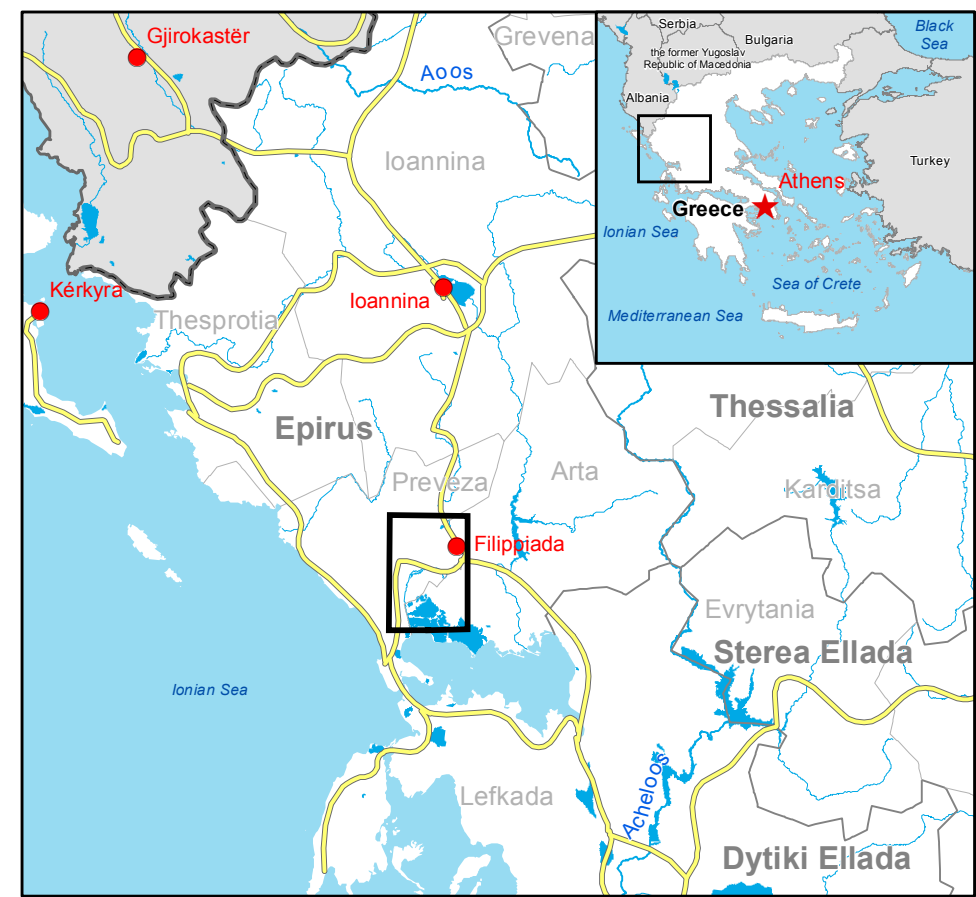 Gjirokastër
Grevena
Aoos
Ioannina
Kérkyra
Thesprotia
Ioannina
Epirus
Preveza
Arta
Filippiada
Thessalia
Karditsa
Evrytania
Sterea Ellada
Ionian Sea
Lefkada
Acheloos
Dytiki Ellada
Serbia
Bulgaria
Black
Sea
the former Yugoslav
Republic of Macedonia
Albania
Turkey
Athens
Greece
Ionian Sea
Sea of Crete
Mediterranean Sea